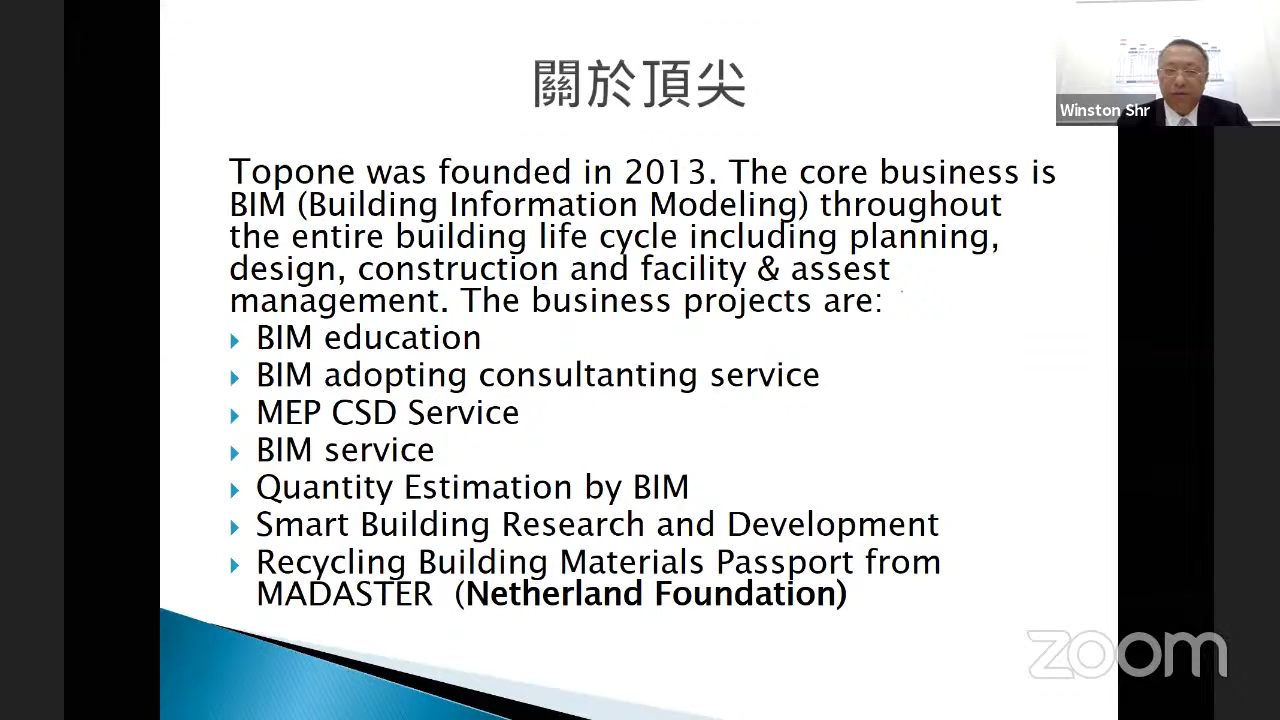 關於頂尖
Winston Shr
Topone was founded in 2013. The core business is
BIM (Building Information Modeling) throughout
the entire building life cycle including planning,
design, construction and facility & assest
management. The business projects are:
BIM education
BIM adopting consultanting service
MEP CSD Service
BIM service
Quantity Estimation by BIM
Smart Building Research and Development
Recycling Building Materials Passport from
MADASTER (Netherland Foundation)
zoom